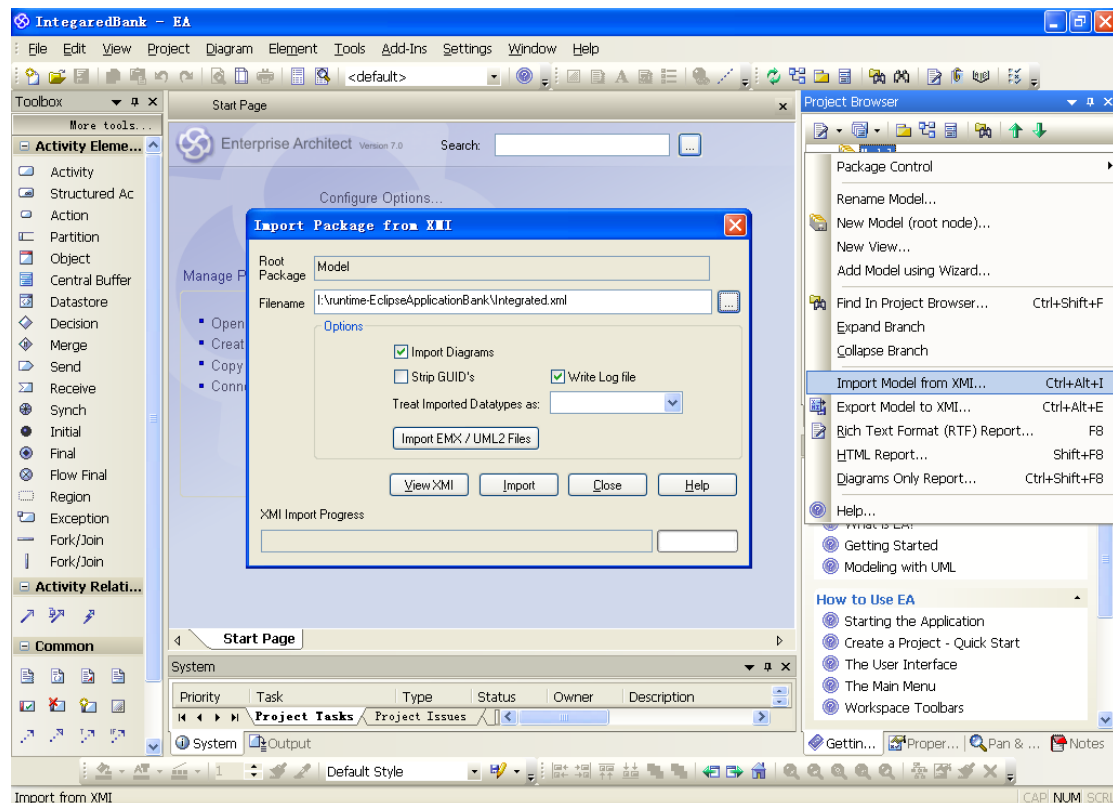 IntegaredBank - EA
File Edit View Project Diagram Element Tools Add-Ins Settings Window Help
<default>
Toolbox
More tools...
Activity Eleme...
Activity
Structured Ac
Action
Partition
Object
Central Buffer
Datastore
Decision
Merge
Send
Receive
Synch
Initial
Final
Flow Final
Region
Exception
Fork/Join
Fork/Join
Activity Relati...
Common
Start Page
Enterprise Architect Version 7.0 Search: ...
Configure Options...
Manage P
Open
Creat
Copy
Conn
Import Package from XMI
Root Package Model
Filename I:\runtime-EclipseApplicationBank\Integrated.xml ...
Options
Import Diagrams
Strip GUID's Write Log file
Treat Imported Datatypes as:
Import EMX / UML2 Files
View XMI Import Close Help
XMI Import Progress
Start Page
System
Priority Task Type Status Owner Description
Project Tasks Project Issues
System Output
Project Browser
Package Control
Rename Model...
New Model (root node)...
New View...
Add Model using Wizard...
Find In Project Browser... Ctrl+Shift+F
Expand Branch
Collapse Branch
Import Model from XMI... Ctrl+Alt+I
Export Model to XMI... Ctrl+Alt+E
Rich Text Format (RTF) Report... F8
HTML Report... Shift+F8
Diagrams Only Report... Ctrl+Shift+F8
Help...
What is EA?
Getting Started
Modeling with UML
How to Use EA
Starting the Application
Create a Project - Quick Start
The User Interface
The Main Menu
Workspace Toolbars
Gettin... Proper... Pan & ... Notes
1 Default Style
Import from XMI CAP NUM SCRL